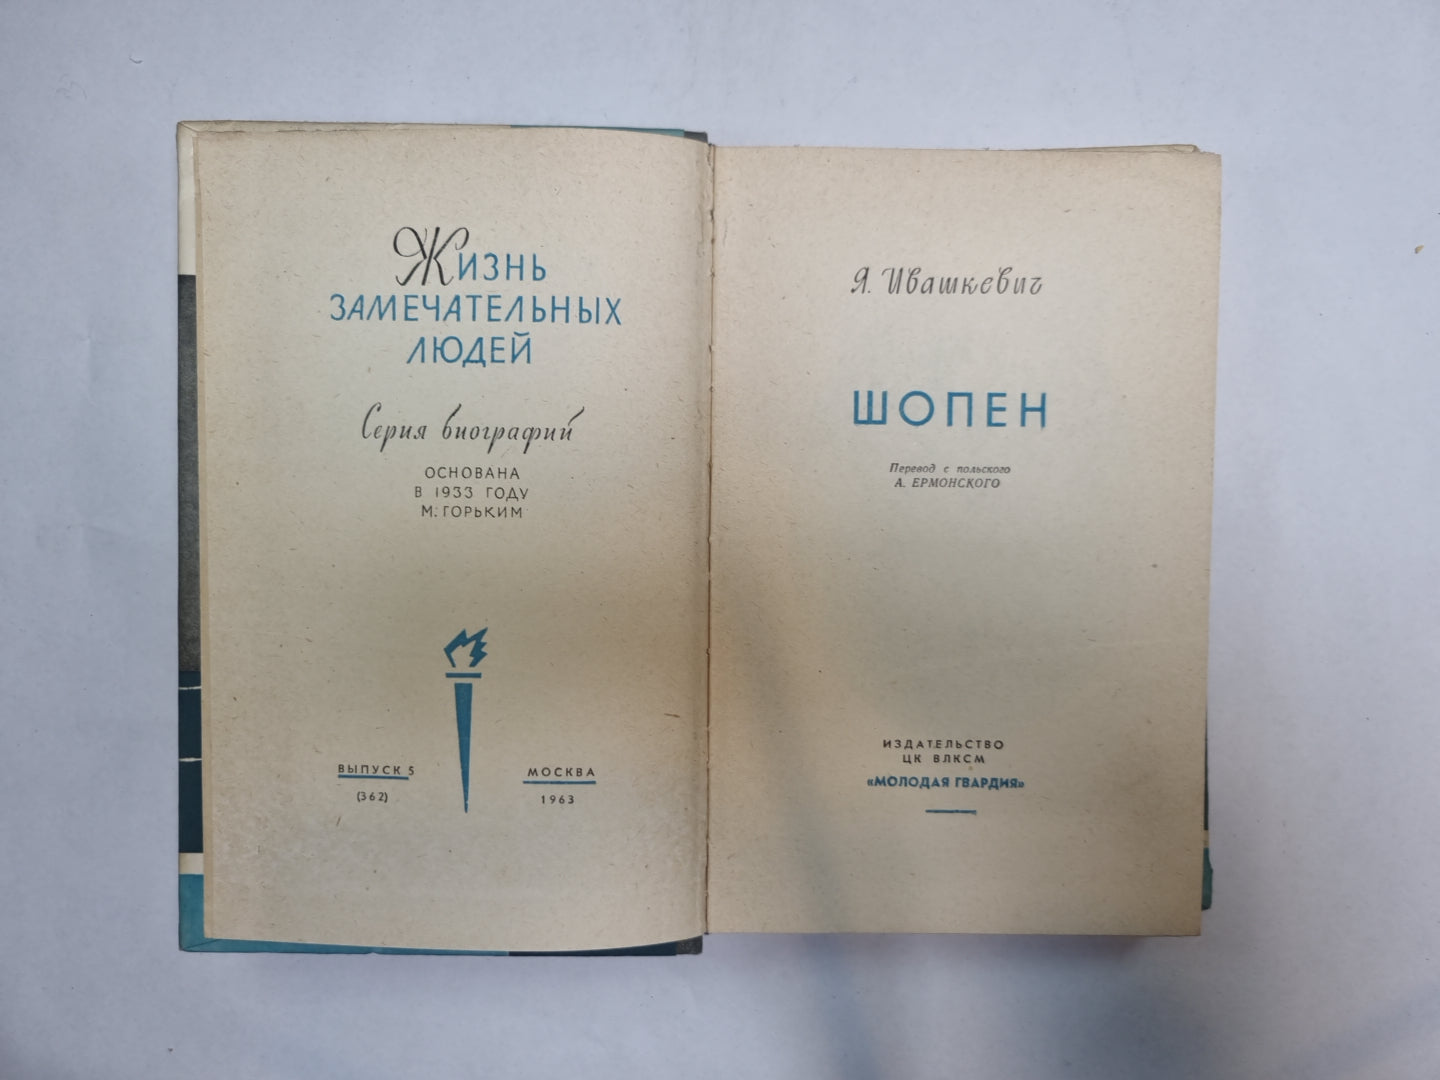 Жизнь
ЗАМЕЧАТЕЛЬНЫХ
ЛЮДЕЙ
Серия биографий
ОСНОВАНА
В 1933 ГОДУ
М. ГОРЬКИМ
ВЫПУСК 5
(362)
МОСКВА
1963
Я. Ивашкевич
ШОПЕН
Перевод с польского
А. ЕРМОНСКОГО
ИЗДАТЕЛЬСТВО
ЦК ВЛКСМ
«МОЛОДАЯ ГВАРДИЯ»